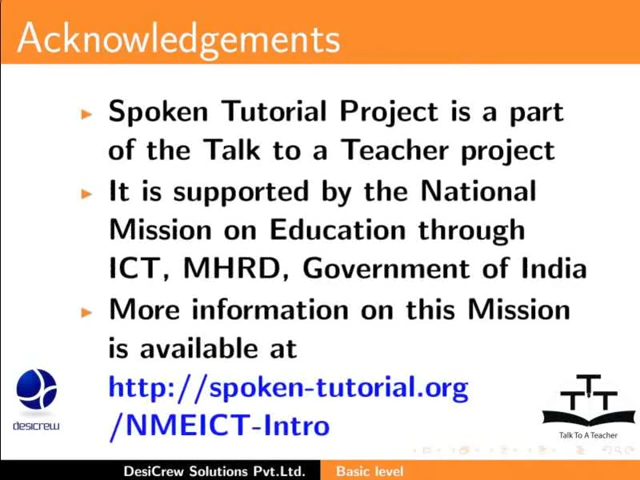 Acknowledgements
Spoken Tutorial Project is a part
of the Talk to a Teacher project
It is supported by the National
Mission on Education through
ICT, MHRD, Government of India
More information on this Mission
is available at
http://spoken-tutorial.org
/NMEICT-Intro
desicrew
TTT
Talk To A Teacher
DesiCrew Solutions Pvt.Ltd.
Basic level